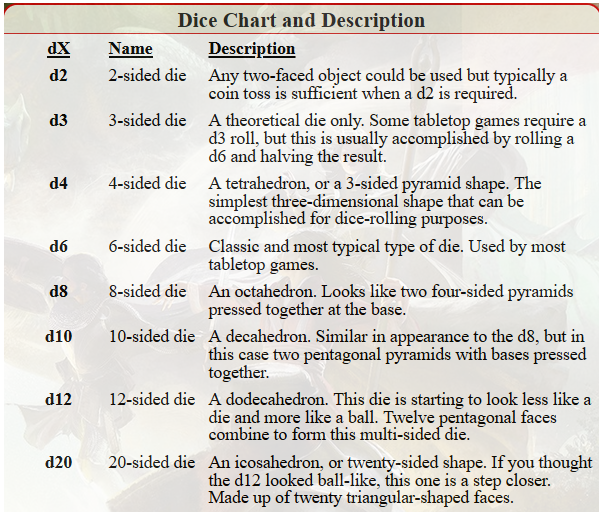 Dice Chart and Description
dX Name Description
d2 2-sided die Any two-faced object could be used but typically a
coin toss is sufficient when a d2 is required.
d3 3-sided die A theoretical die only. Some tabletop games require a
d3 roll, but this is usually accomplished by rolling a
d6 and halving the result.
d4 4-sided die A tetrahedron, or a 3-sided pyramid shape. The
simplest three-dimensional shape that can be
accomplished for dice-rolling purposes.
d6 6-sided die Classic and most typical type of die. Used by most
tabletop games.
d8 8-sided die An octahedron. Looks like two four-sided pyramids
pressed together at the base.
d10 10-sided die A decahedron. Similar in appearance to the d8, but in
this case two pentagonal pyramids with bases pressed
together.
d12 12-sided die A dodecahedron. This die is starting to look less like a
die and more like a ball. Twelve pentagonal faces
combine to form this multi-sided die.
d20 20-sided die An icosahedron, or twenty-sided shape. If you thought
the d12 looked ball-like, this one is a step closer.
Made up of twenty triangular-shaped faces.